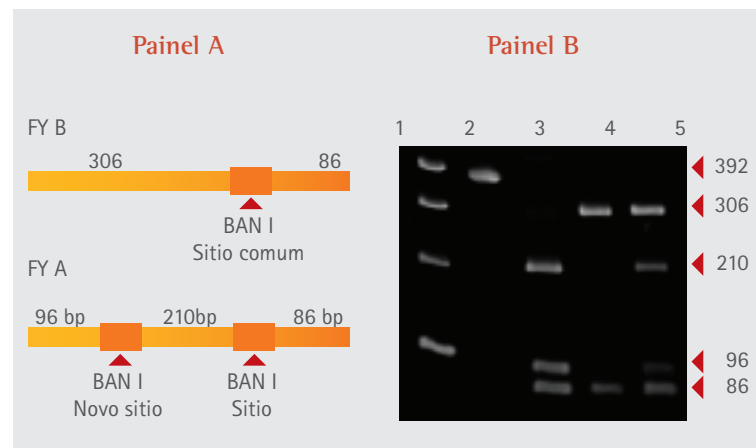 Painel A
FY B
306 86
BAN I
Sitio comum
FY A
96 bp 210bp 86 bp
BAN I BAN I
Novo sitio Sitio
Painel B
1 2 3 4 5
392
306
210
96
86